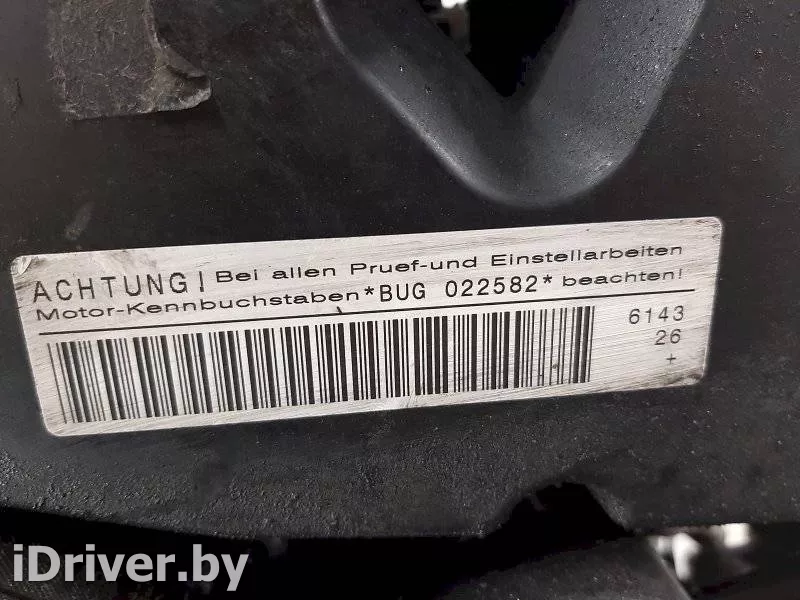 ACHTUNG! Bei allen Pruef-und Einstellarbeiten
Motor-Kennbuchstaben *BUG 022582* beachten!
6143
26
+
iDriver.by